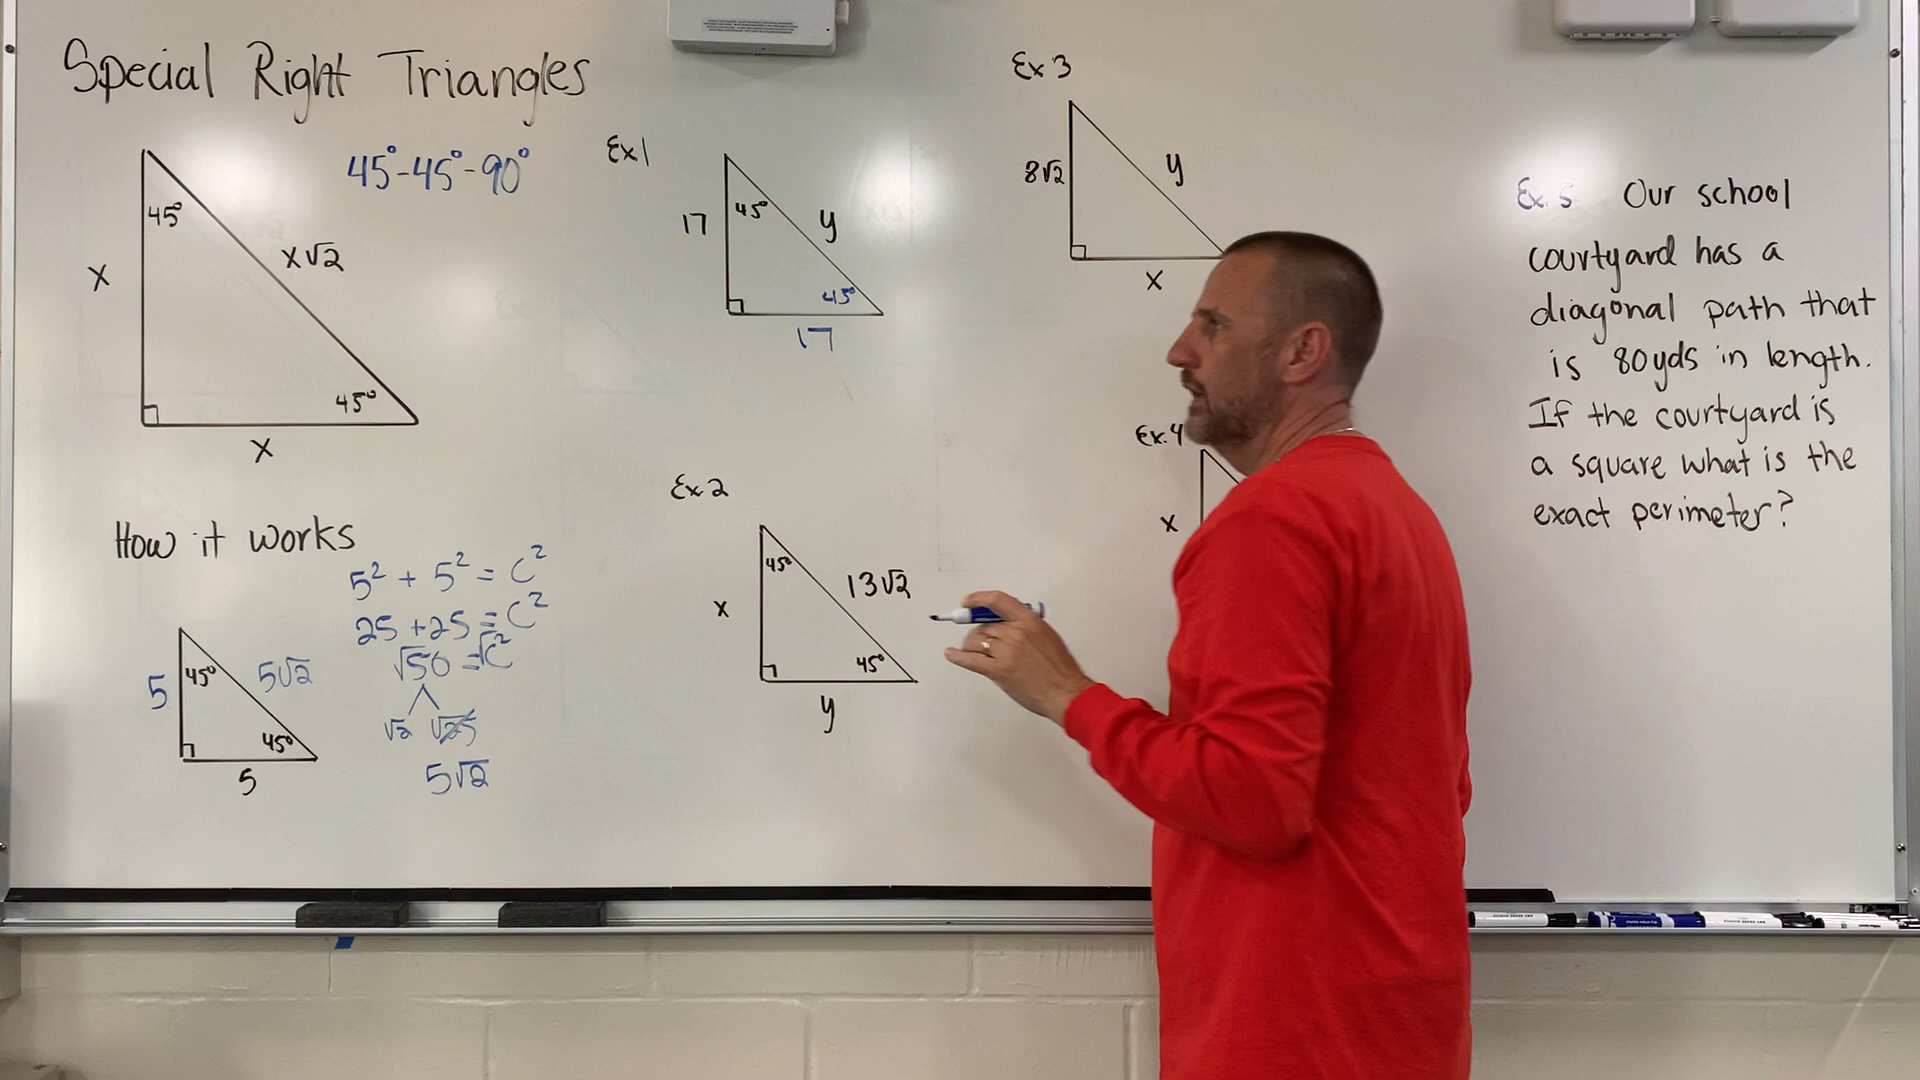 Special Right Triangles
45°-45°-90°
45°
x
x√2
45°
x
How it works
5² + 5² = C²
25 + 25 = C²
√50 = √C²
√2 √25
5√2
5
45°
5√2
45°
5
Ex 1
17
45°
y
45°
17
Ex 2
45°
x
13√2
45°
y
Ex 3
8√2
y
x
Ex. 4
x
Ex. 5 Our school
courtyard has a
diagonal path that
is 80yds in length.
If the courtyard is
a square what is the
exact perimeter?